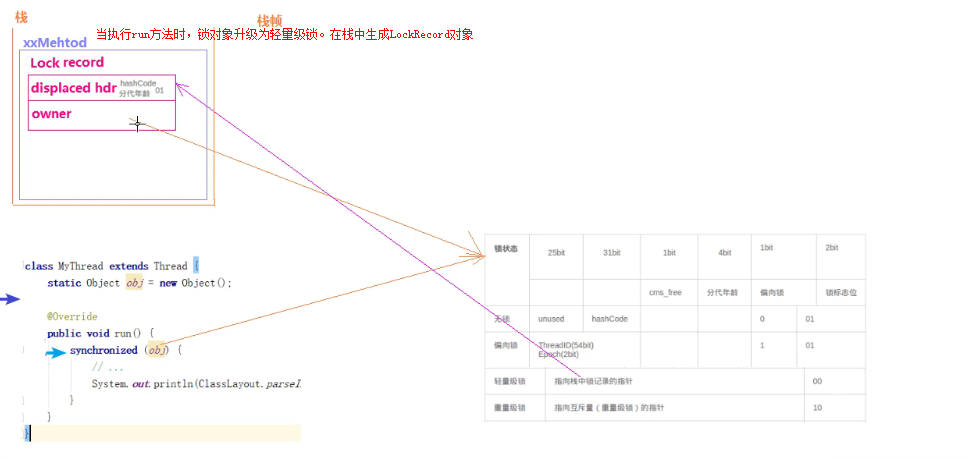 栈
栈帧
当执行run方法时，锁对象升级为轻量级锁。在栈中生成LockRecord对象
xxMehtod
Lock record
displaced hdr hashCode 分代年龄 01
owner
class MyThread extends Thread {
static Object obj = new Object();
@Override
public void run() {
synchronized (obj) {
// ...
System.out.println(ClassLayout.parseI
}
}
}
锁状态 25bit 31bit 1bit 4bit 1bit 2bit
cms_free 分代年龄 偏向锁 锁标志位
无锁 unused hashCode 0 01
偏向锁 ThreadID(54bit) Epoch(2bit) 1 01
轻量级锁 指向栈中锁记录的指针 00
重量级锁 指向互斥量（重量级锁）的指针 10